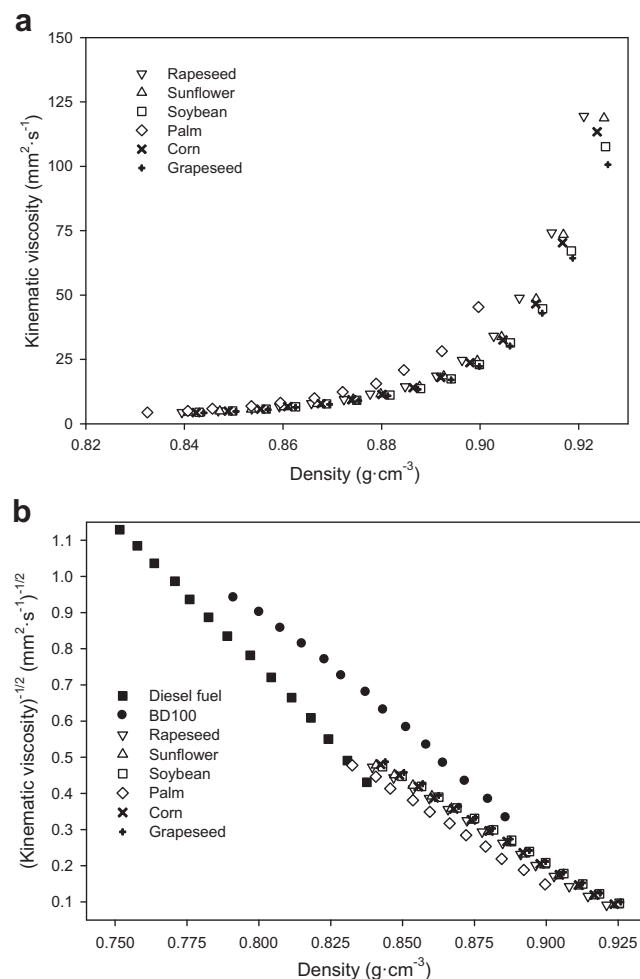 a
150
125
100
75
50
25
0
Kinematic viscosity (mm²·s⁻¹)
Rapeseed
Sunflower
Soybean
Palm
Corn
Grapeseed
0.82 0.84 0.86 0.88 0.90 0.92
Density (g·cm⁻³)
b
1.1
1.0
0.9
0.8
0.7
0.6
0.5
0.4
0.3
0.2
0.1
(Kinematic viscosity)⁻¹/² (mm²·s⁻¹)⁻¹/²
Diesel fuel
BD100
Rapeseed
Sunflower
Soybean
Palm
Corn
Grapeseed
0.750 0.775 0.800 0.825 0.850 0.875 0.900 0.925
Density (g·cm⁻³)